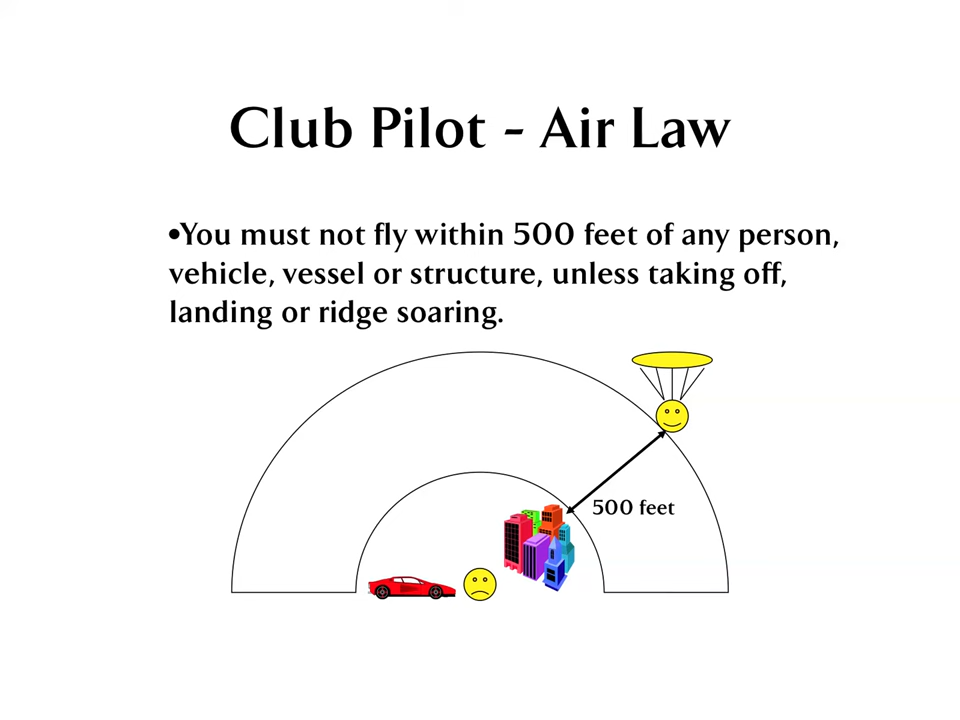 Club Pilot - Air Law
•You must not fly within 500 feet of any person,
vehicle, vessel or structure, unless taking off,
landing or ridge soaring.
500 feet